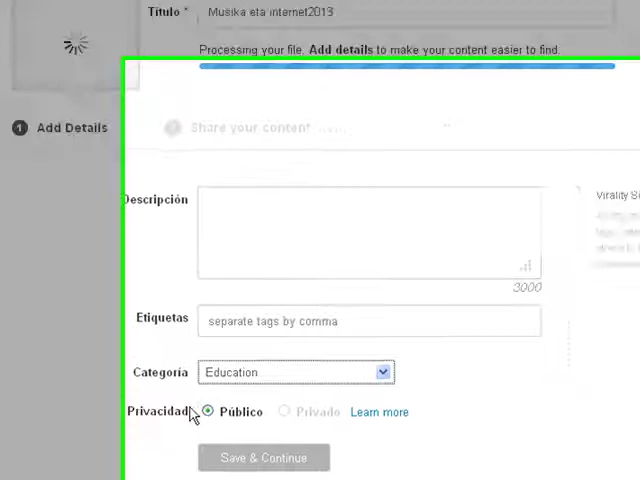 Título * Musika eta internet2013
Processing your file. Add details to make your content easier to find.
1 Add Details
Share your content
Descripción
Virality
3000
Etiquetas separate tags by comma
Categoría Education
Privacidad Público Privado Learn more
Save & Continue